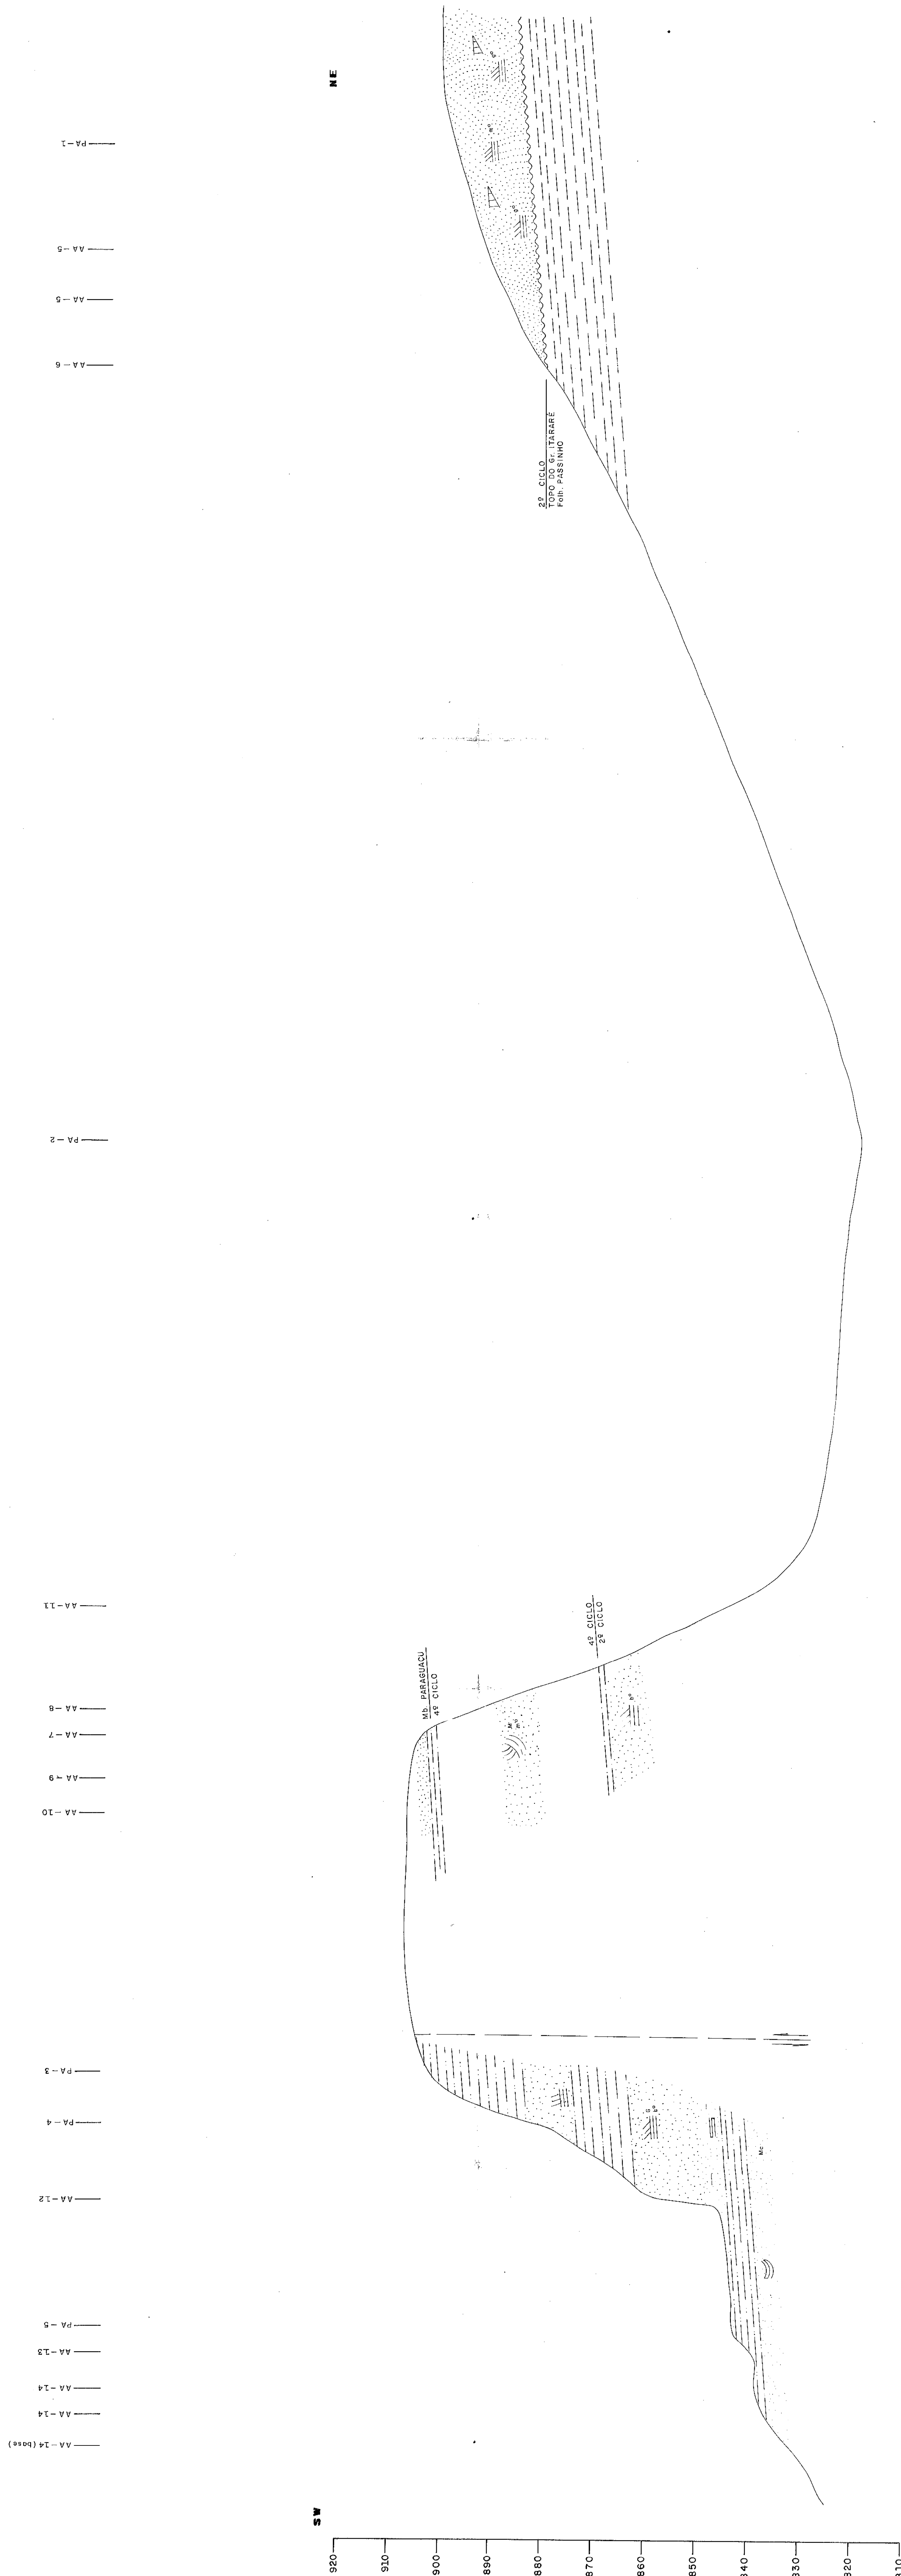 NE
PA-1
AA-5
AA-5
AA-6
2º CICLO
TOPO DO Gr. ITARARÉ
Folh. PASSINHO
PA-2
AA-11
4º CICLO
2º CICLO
Mb. PARAGUAÇU
4º CICLO
AA-8
AA-7
AA-9
AA-10
M
PA-3
PA-4
Mc
AA-12
PA-5
AA-13
AA-14
AA-14
AA-14 (base)
SW
920
910
900
890
880
870
860
850
840
830
820
810